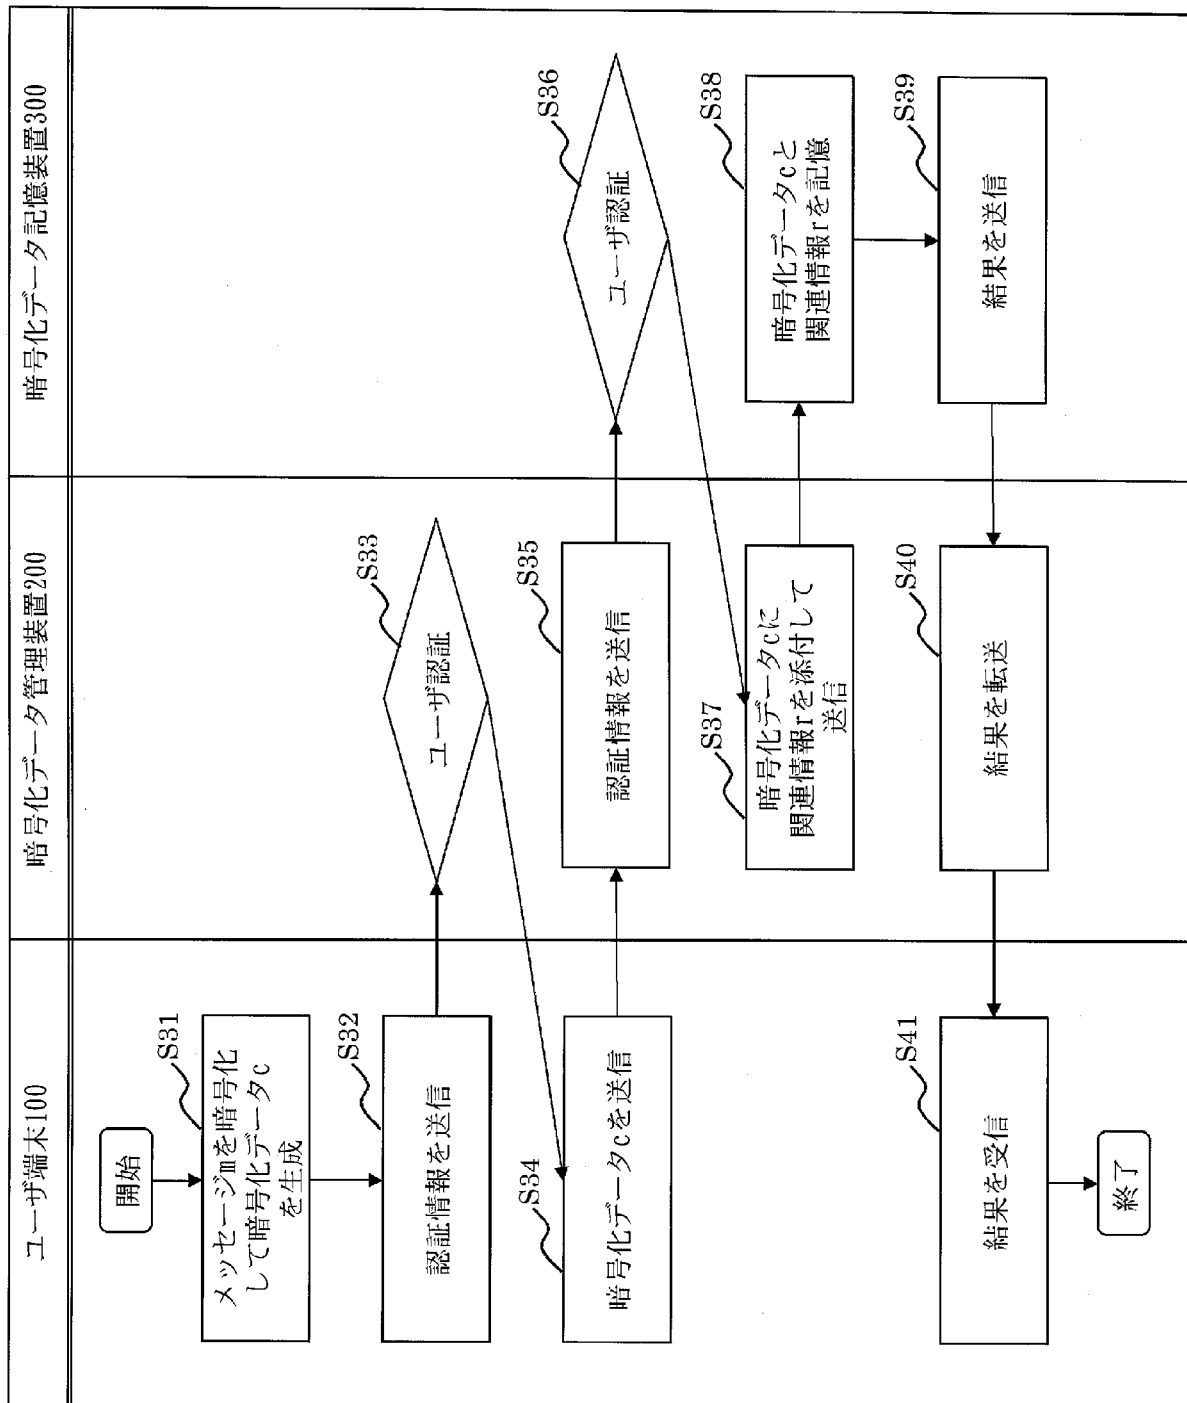 ユーザ端末100
暗号化データ管理装置200
暗号化データ記憶装置300
開始
S31
メッセージmを暗号化
して暗号化データc
を生成
S32
認証情報を送信
S33
ユーザ認証
S34
暗号化データcを送信
S35
認証情報を送信
S36
ユーザ認証
S37
暗号化データcに
関連情報rを添付して
送信
S38
暗号化データcと
関連情報rを記憶
S39
結果を送信
S40
結果を転送
S41
結果を受信
終了